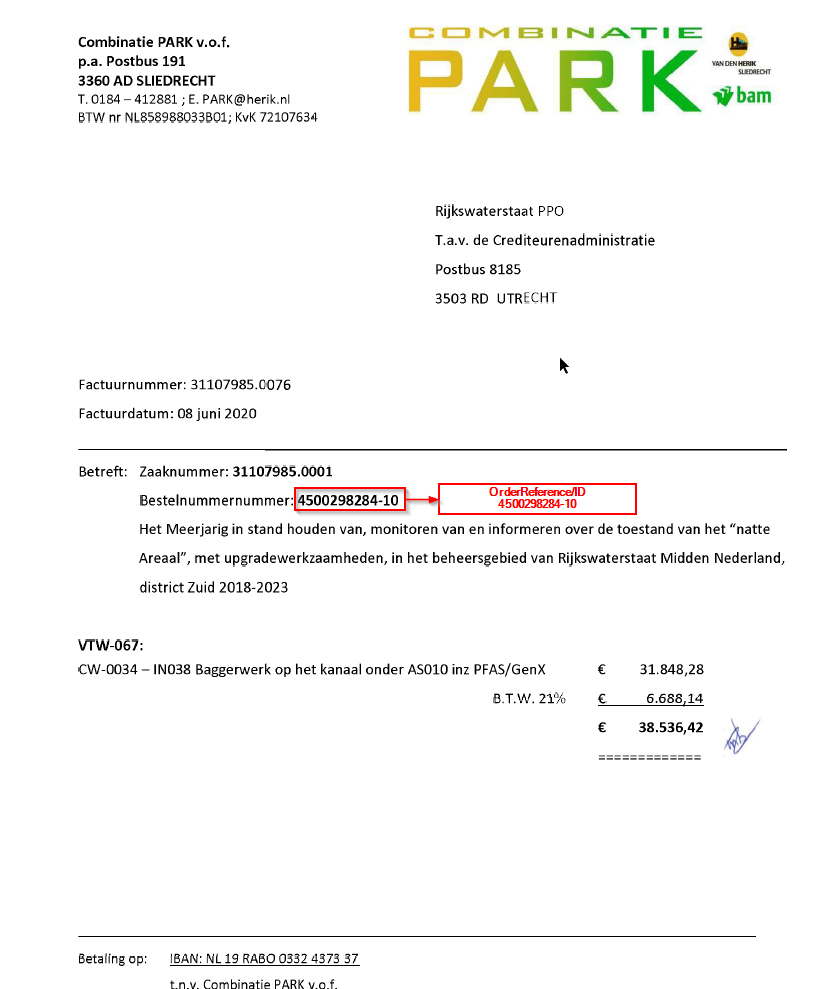 Combinatie PARK v.o.f.
p.a. Postbus 191
3360 AD SLIEDRECHT
T. 0184 – 412881 ; E. PARK@herik.nl
BTW nr NL858988033B01; KvK 72107634
COMBINATIE
PARK
VAN DEN HERIK
SLIEDRECHT
bam
Rijkswaterstaat PPO
T.a.v. de Crediteurenadministratie
Postbus 8185
3503 RD UTRECHT
Factuurnummer: 31107985.0076
Factuurdatum: 08 juni 2020
Betreft: Zaaknummer: 31107985.0001
Bestelnummernummer: 4500298284-10
OrderReference/ID
4500298284-10
Het Meerjarig in stand houden van, monitoren van en informeren over de toestand van het “natte
Areaal”, met upgradewerkzaamheden, in het beheersgebied van Rijkswaterstaat Midden Nederland,
district Zuid 2018-2023
VTW-067:
CW-0034 – IN038 Baggerwerk op het kanaal onder AS010 inz PFAS/GenX € 31.848,28
B.T.W. 21% € 6.688,14
€ 38.536,42
=============
Betaling op: IBAN: NL 19 RABO 0332 4373 37
t.n.v. Combinatie PARK v.o.f.